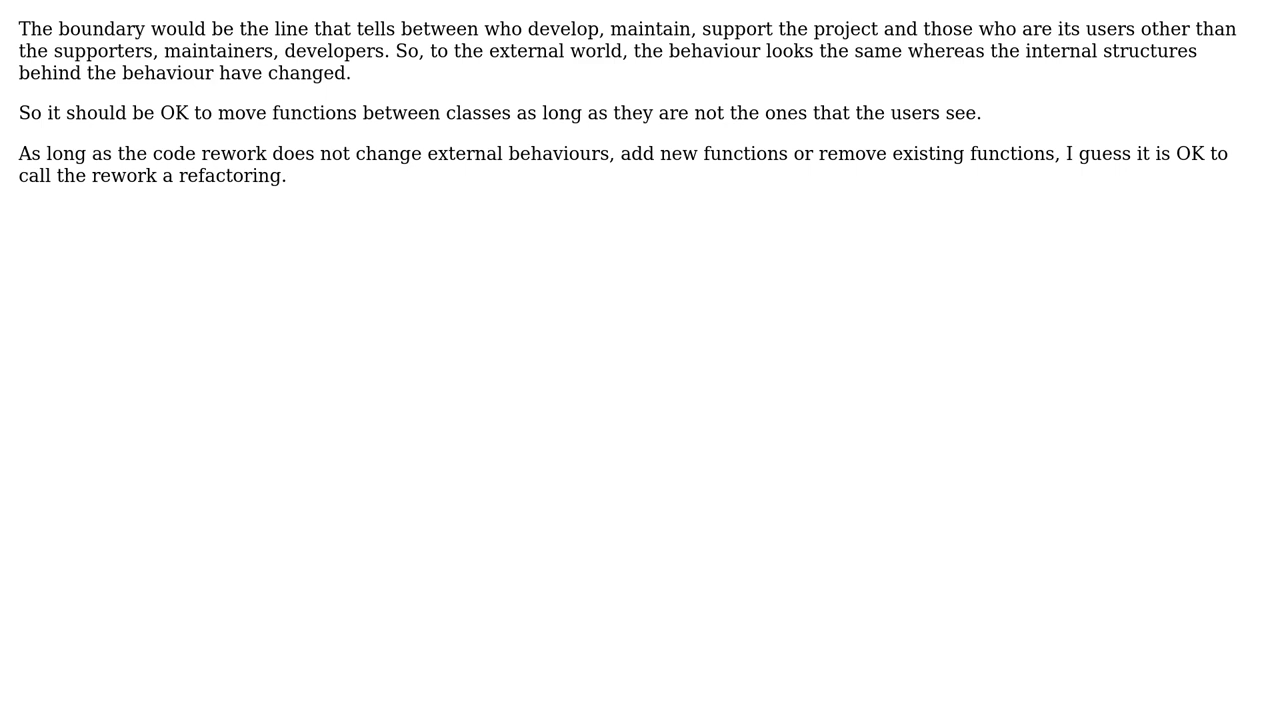 The boundary would be the line that tells between who develop, maintain, support the project and those who are its users other than
the supporters, maintainers, developers. So, to the external world, the behaviour looks the same whereas the internal structures
behind the behaviour have changed.
So it should be OK to move functions between classes as long as they are not the ones that the users see.
As long as the code rework does not change external behaviours, add new functions or remove existing functions, I guess it is OK to
call the rework a refactoring.